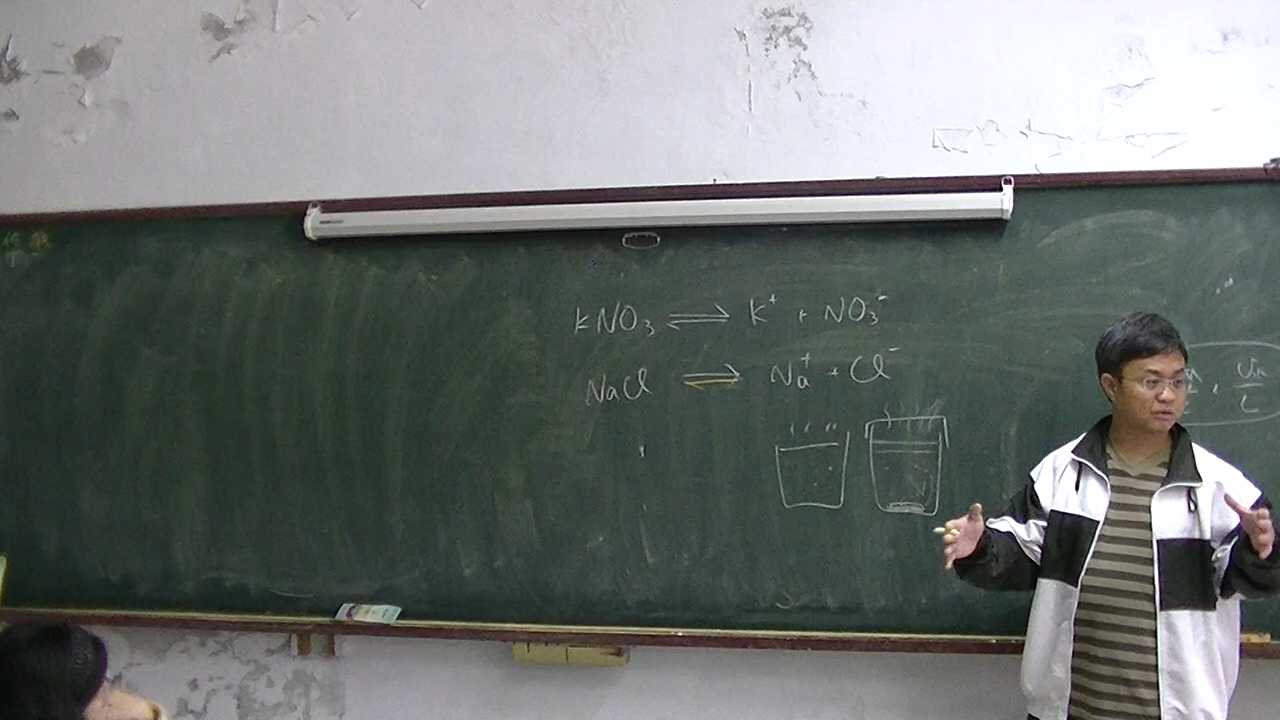 KNO₃ ⇌ K⁺ + NO₃⁻
NaCl ⇌ Na⁺ + Cl⁻